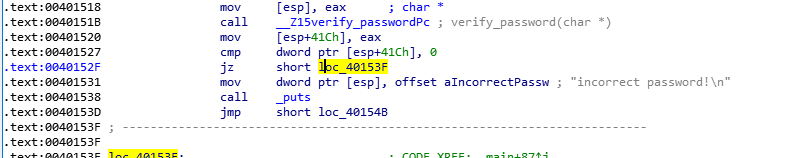 .text:00401518 mov [esp], eax ; char *
.text:0040151B call __Z15verify_passwordPc ; verify_password(char *)
.text:00401520 mov [esp+41Ch], eax
.text:00401527 cmp dword ptr [esp+41Ch], 0
.text:0040152F jz short loc_40153F
.text:00401531 mov dword ptr [esp], offset aIncorrectPassw ; "incorrect password!\n"
.text:00401538 call _puts
.text:0040153D jmp short loc_40154B
.text:0040153F ; ---------------------------------------------------------------------------
.text:0040153F
.text:0040153F loc_40153F: ; CODE XREF: _main+87↑j